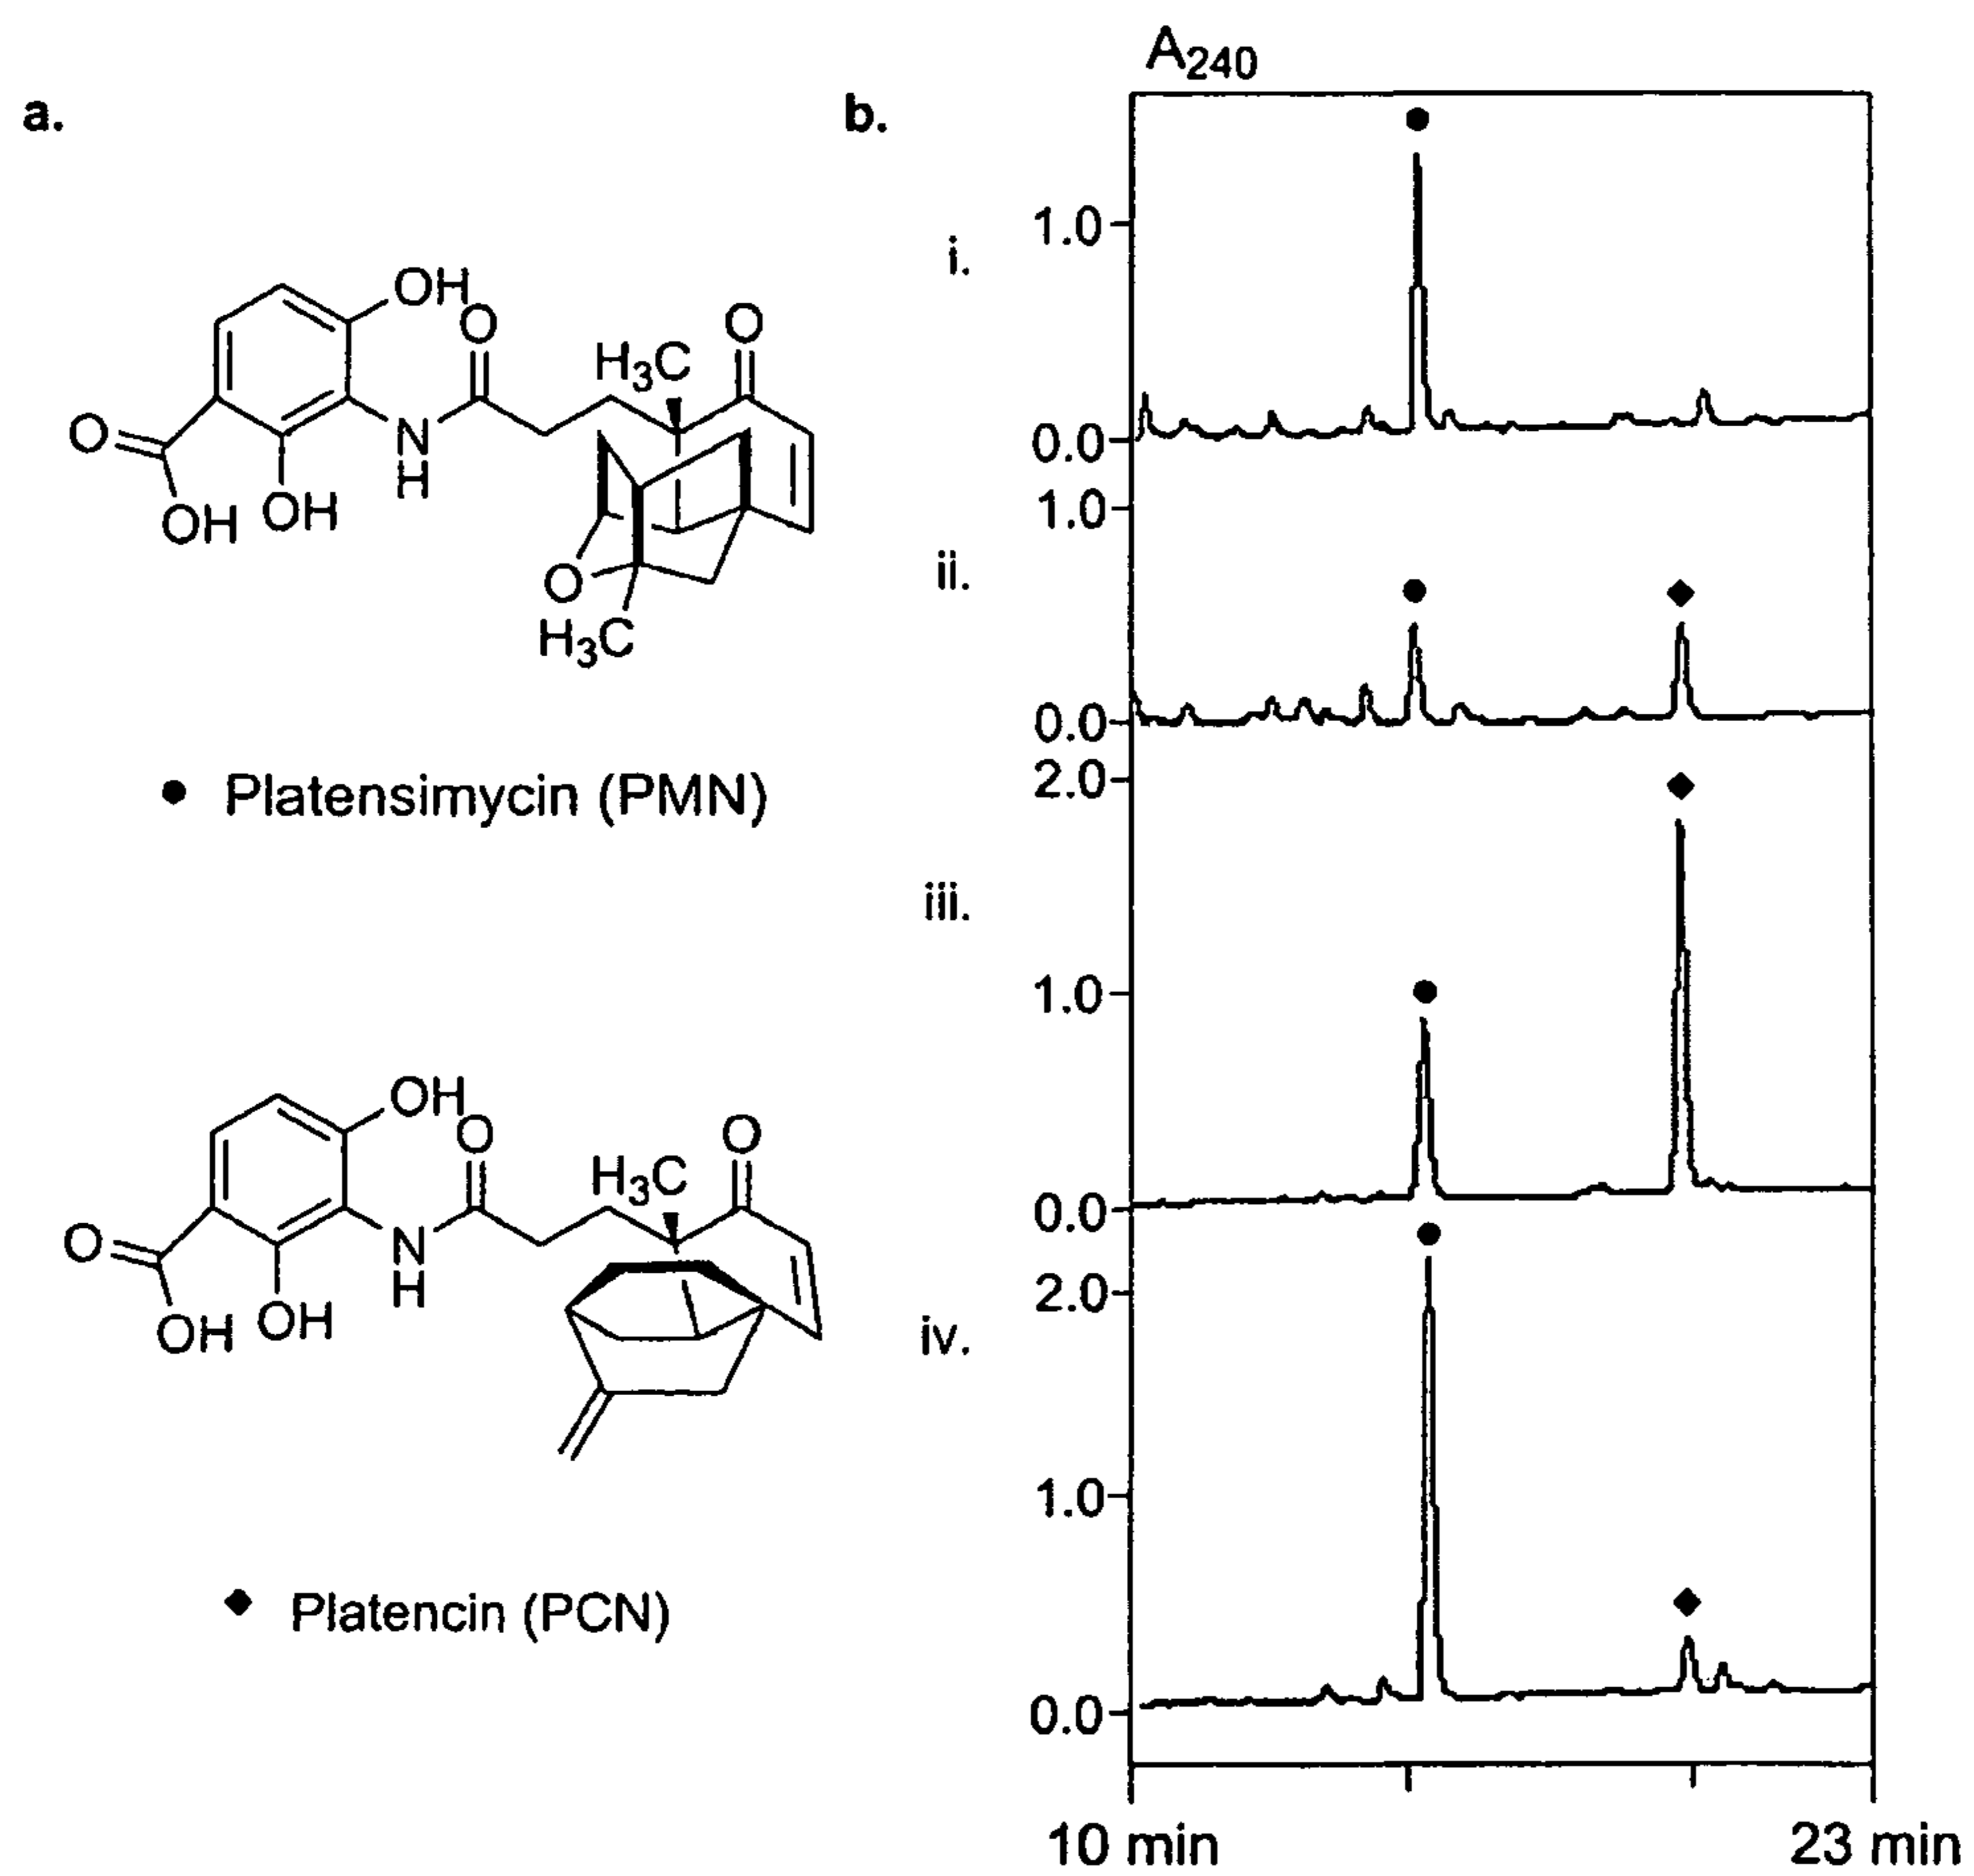 a.
OH
O
H3C
O
O
N
H
OH
OH
O
H3C
● Platensimycin (PMN)
OH
O
H3C
O
O
N
H
OH
OH
◆ Platencin (PCN)
b.
A240
i.
1.0
0.0
ii.
1.0
0.0
iii.
2.0
1.0
0.0
iv.
2.0
1.0
0.0
10 min
23 min